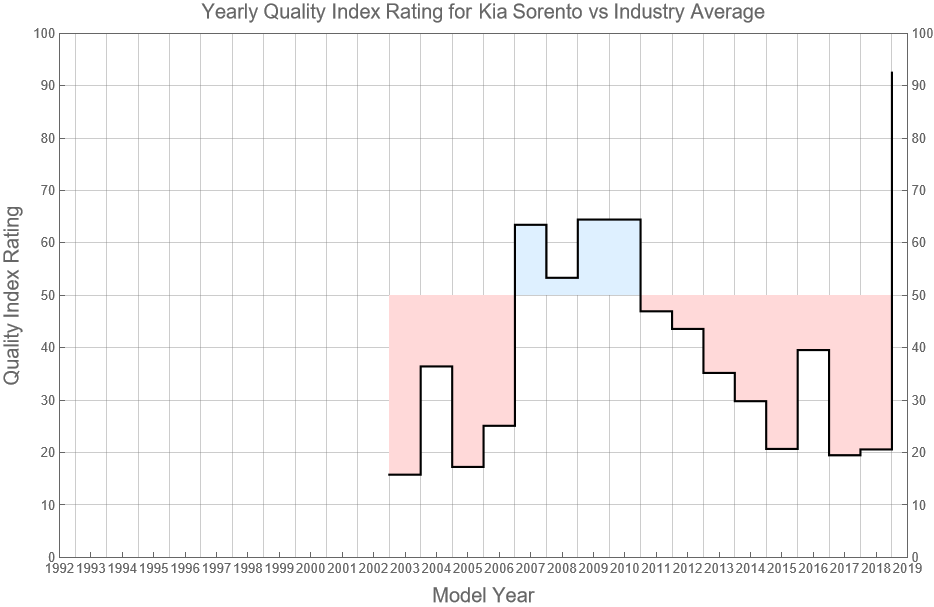 Yearly Quality Index Rating for Kia Sorento vs Industry Average
100 100
90 90
80 80
70 70
60 60
50 50
40 40
30 30
20 20
10 10
0 0
Quality Index Rating
1992 1993 1994 1995 1996 1997 1998 1999 2000 2001 2002 2003 2004 2005 2006 2007 2008 2009 2010 2011 2012 2013 2014 2015 2016 2017 2018 2019
Model Year